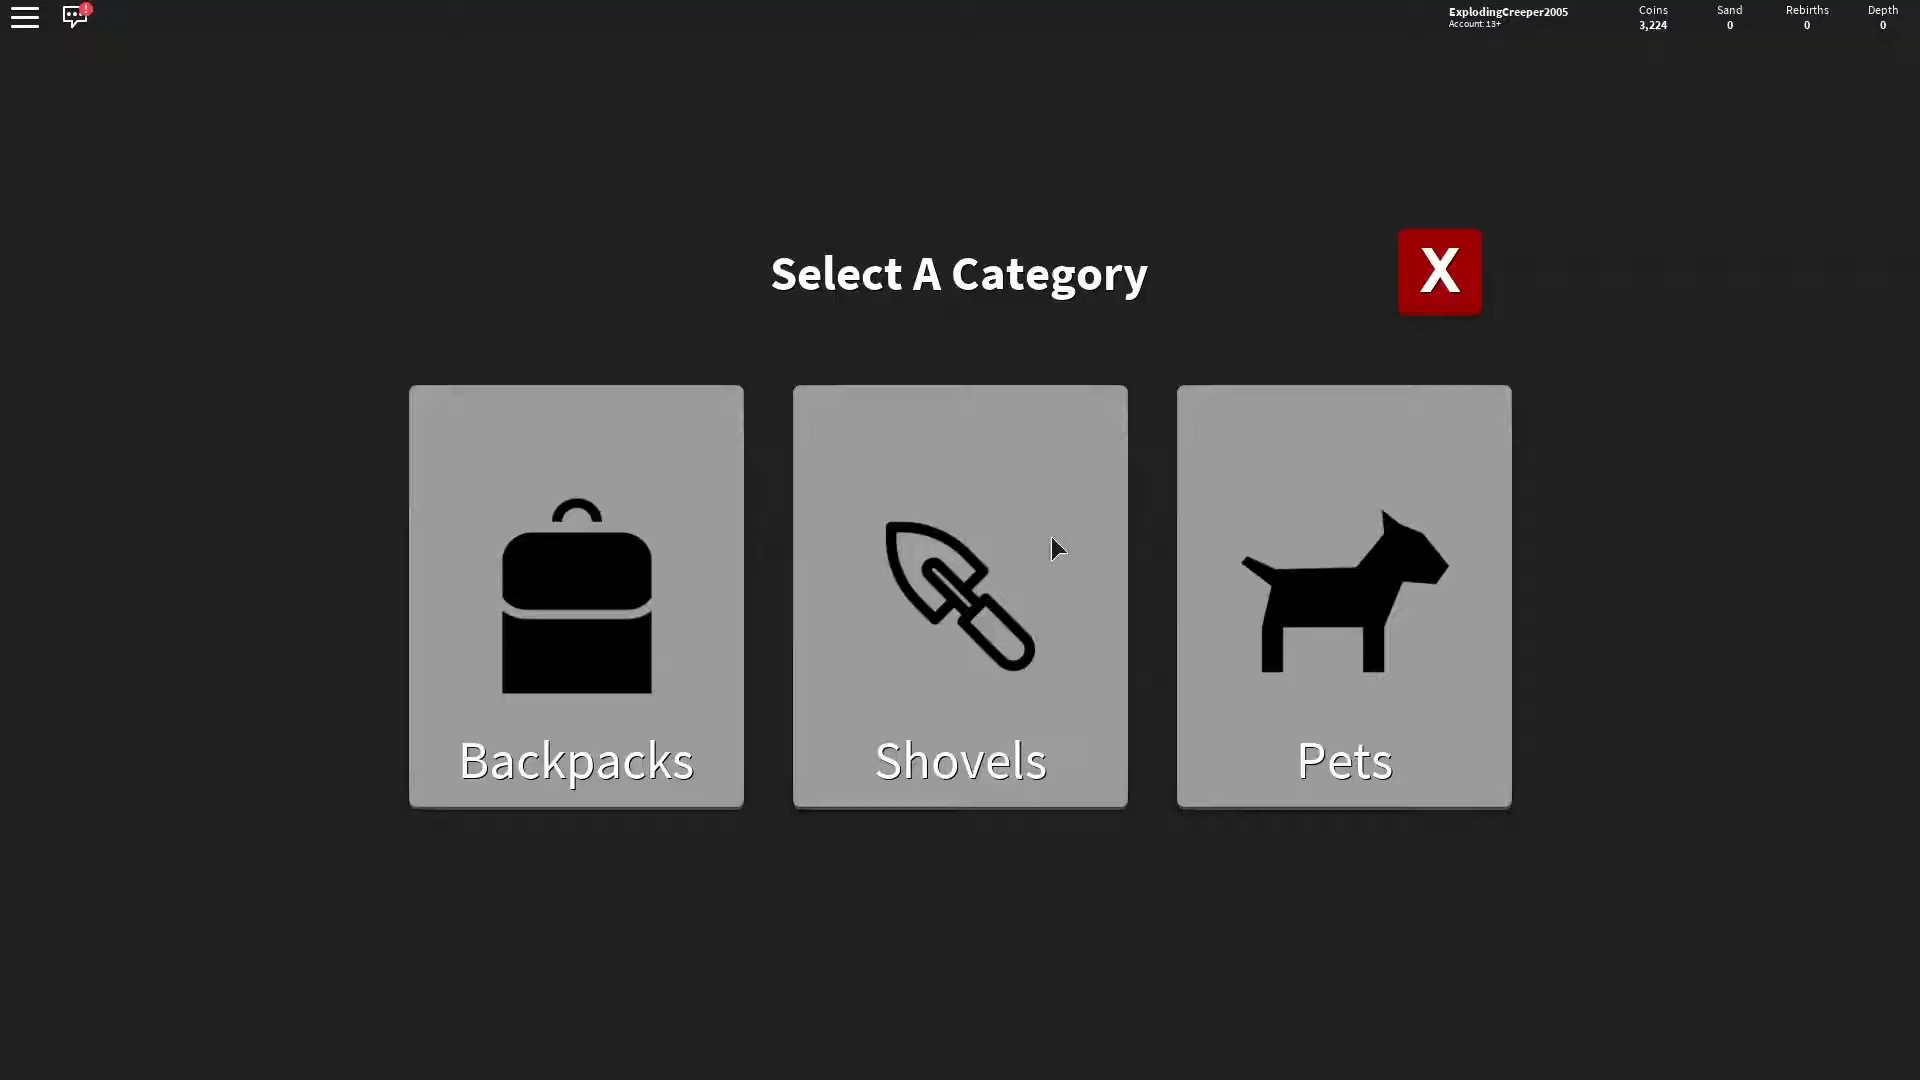 !
ExplodingCreeper2005
Account: 13+
Coins
3,224
Sand
0
Rebirths
0
Depth
0
Select A Category
X
Backpacks
Shovels
Pets